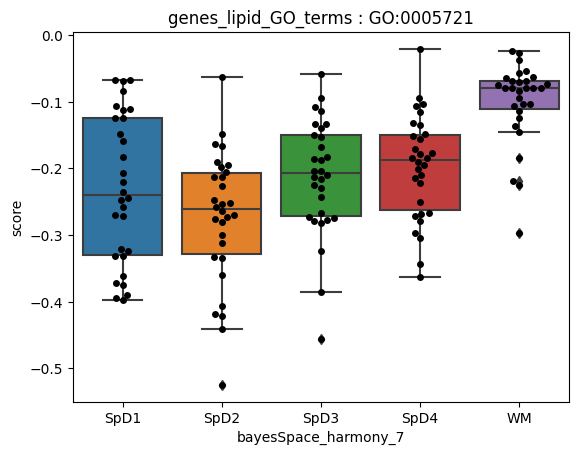 genes_lipid_GO_terms : GO:0005721
0.0
−0.1
−0.2
−0.3
−0.4
−0.5
score
SpD1 SpD2 SpD3 SpD4 WM
bayesSpace_harmony_7